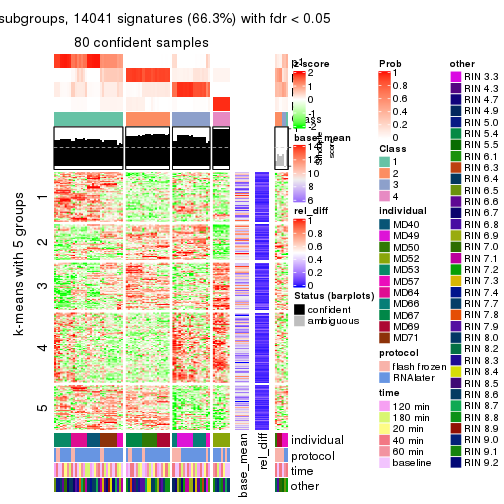 subgroups, 14041 signatures (66.3%) with fdr < 0.05
80 confident samples
k-means with 5 groups
1
2
3
4
5
base_mean
rel_diff
individual
protocol
time
other
z-score
2
1
0
-1
-2
base_mean
14
8
6
rel_diff
1
0.8
0.6
0.4
0.2
0
Status (barplots)
confident
ambiguous
Prob
1
0.8
0.6
0.4
0.2
0
Class
1
2
3
4
individual
MD40
MD49
MD50
MD52
MD53
MD57
MD64
MD66
MD67
MD69
MD71
protocol
flash frozen
RNAlater
time
120 min
180 min
20 min
40 min
60 min
baseline
other
RIN 3.3
RIN 4.3
RIN 4.7
RIN 4.9
RIN 5.0
RIN 5.4
RIN 5.5
RIN 6.1
RIN 6.3
RIN 6.4
RIN 6.5
RIN 6.6
RIN 6.7
RIN 6.8
RIN 6.9
RIN 7.0
RIN 7.1
RIN 7.2
RIN 7.3
RIN 7.4
RIN 7.7
RIN 7.8
RIN 7.9
RIN 8.0
RIN 8.2
RIN 8.3
RIN 8.4
RIN 8.5
RIN 8.6
RIN 8.7
RIN 8.8
RIN 8.9
RIN 9.0
RIN 9.1
RIN 9.2